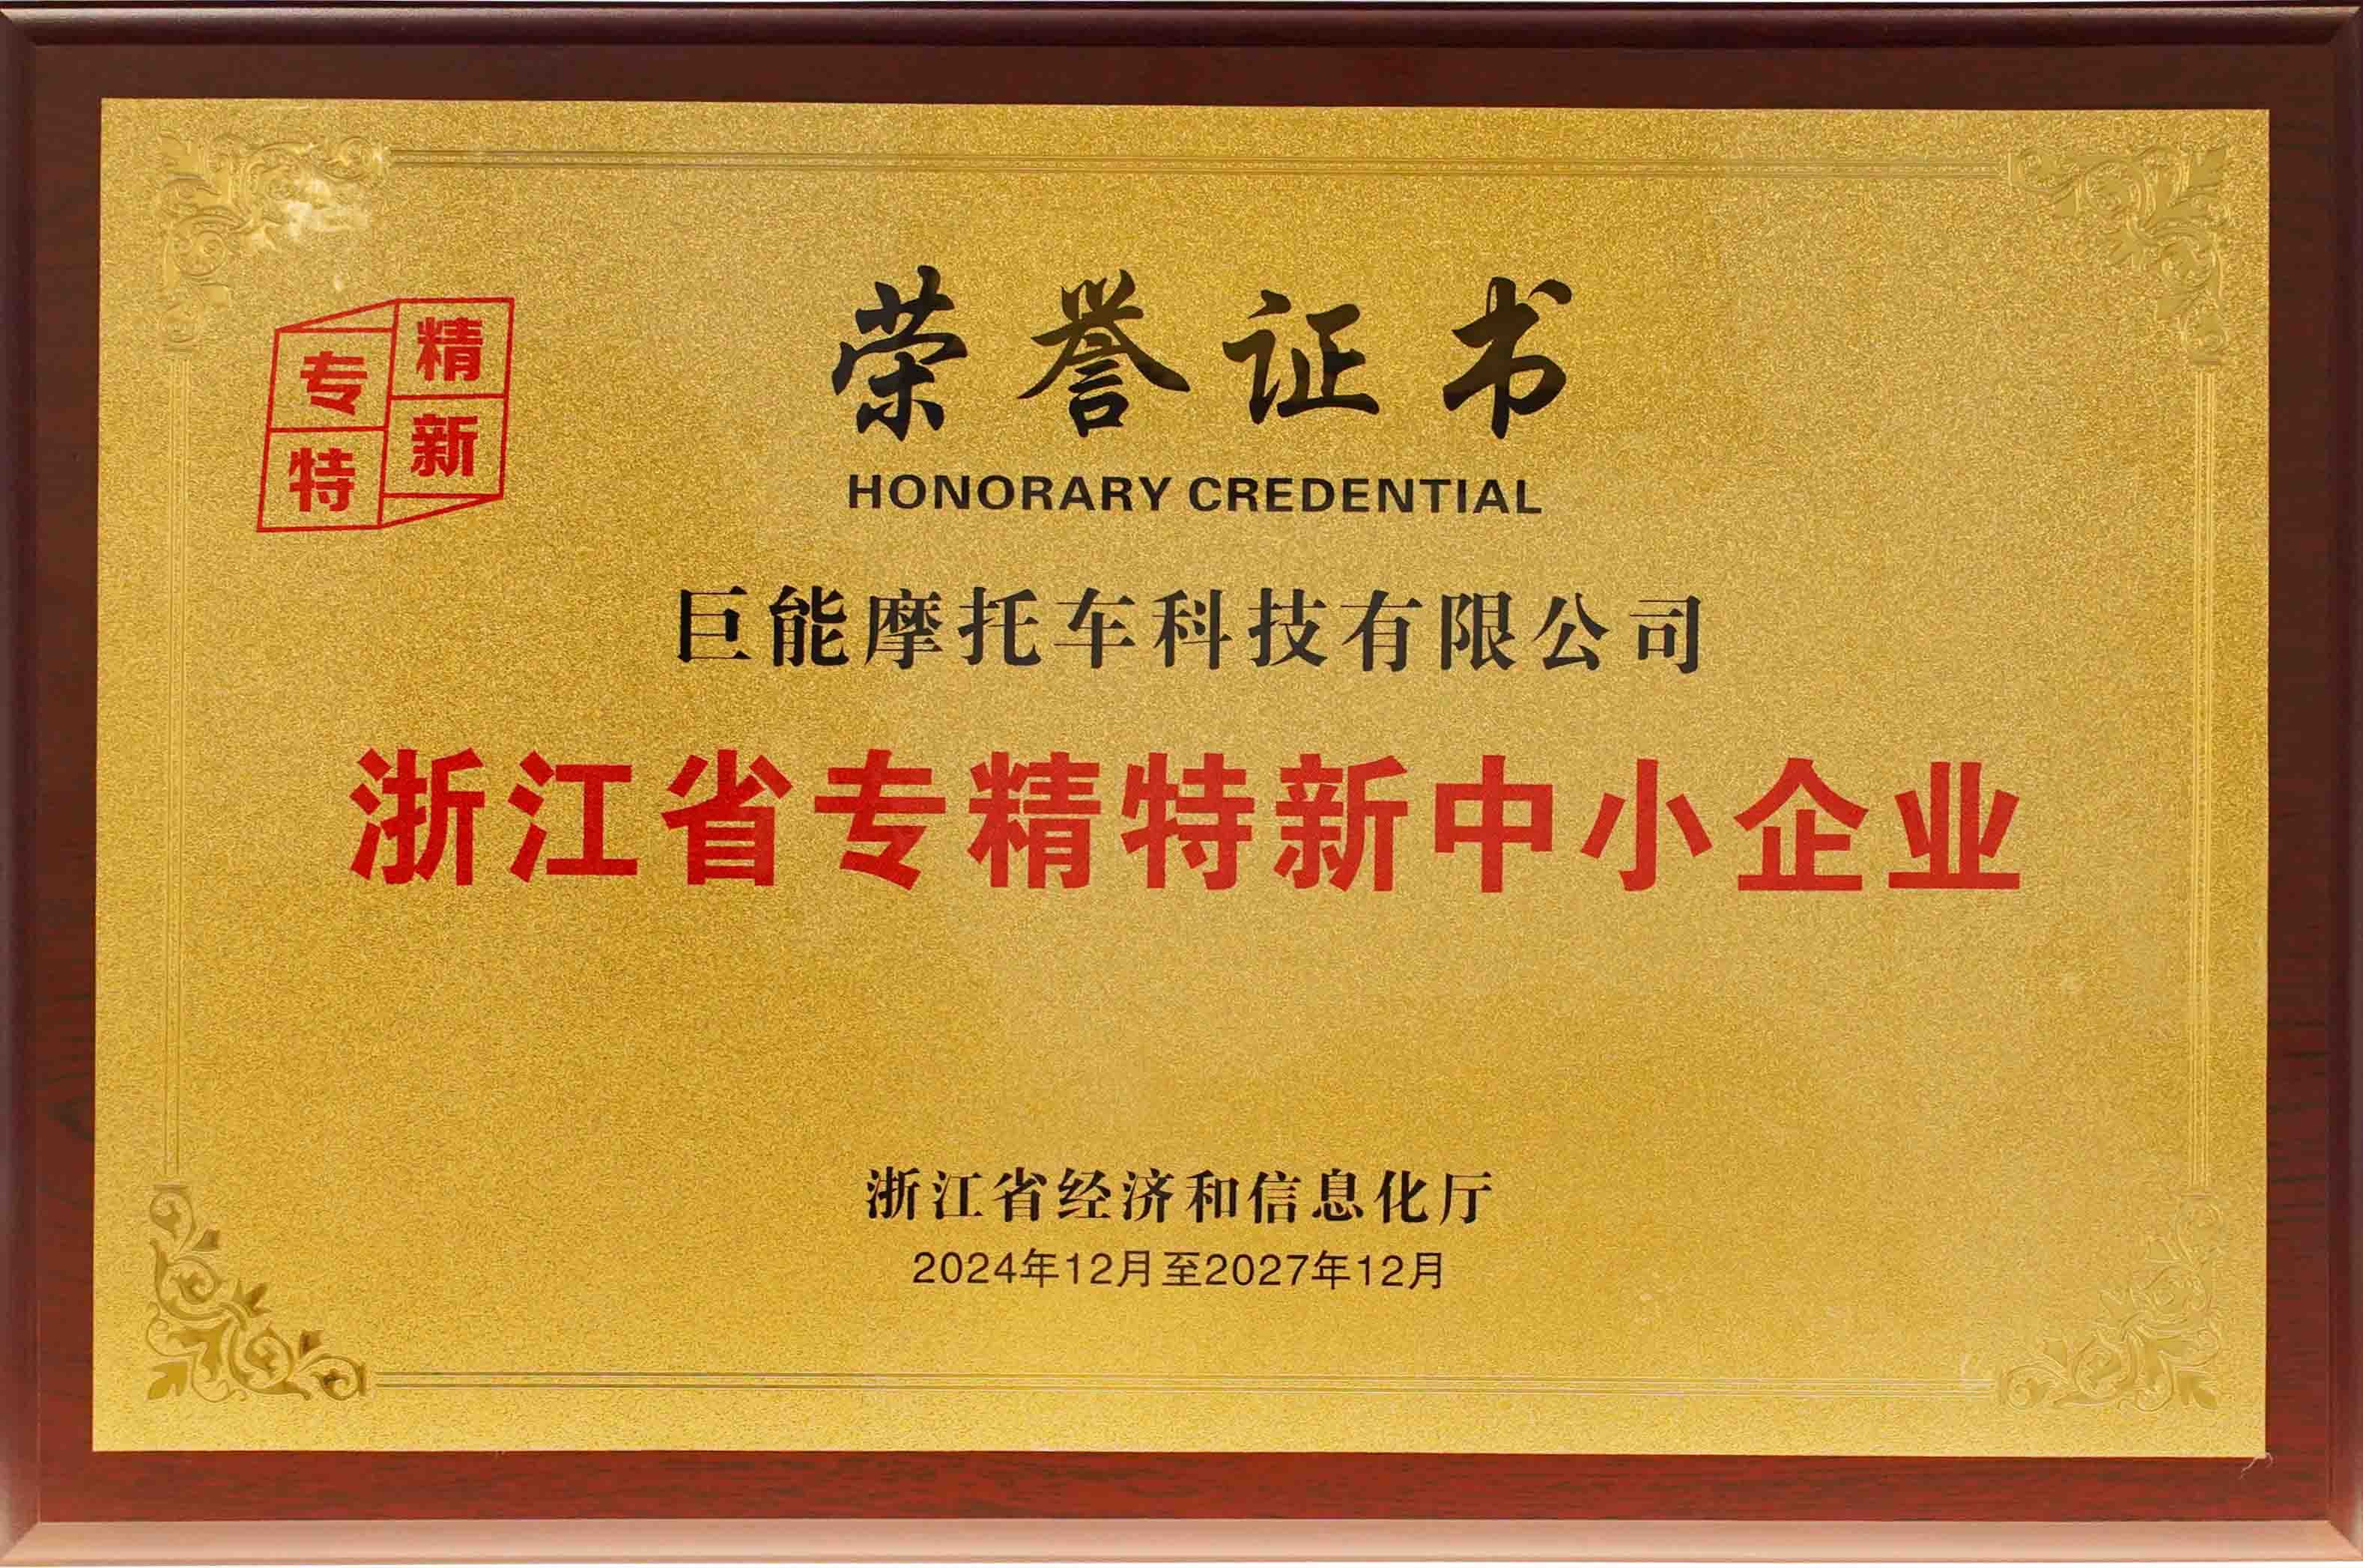 专精
特新
荣誉证书
HONORARY CREDENTIAL
巨能摩托车科技有限公司
浙江省专精特新中小企业
浙江省经济和信息化厅
2024年12月至2027年12月